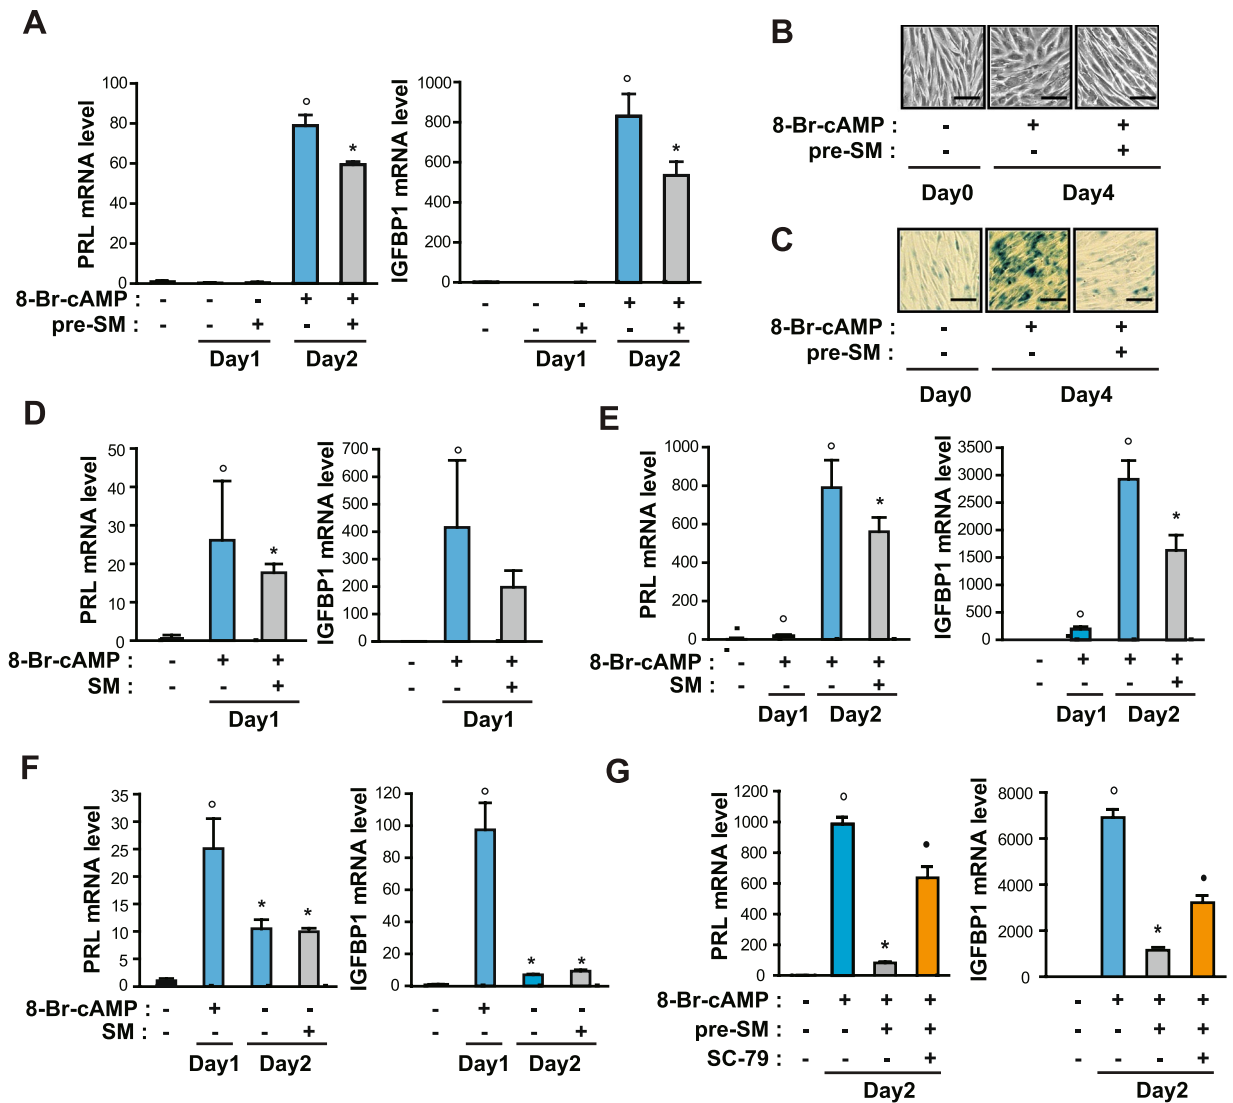 A
PRL mRNA level
100
80
60
40
20
0
IGFBP1 mRNA level
1000
800
600
400
200
0
° *
° *
8-Br-cAMP : - - - + +
- - - + +
pre-SM : - - + - +
- - + - +
Day1 Day2
Day1 Day2
B
8-Br-cAMP : - + +
pre-SM : - - +
Day0 Day4
C
8-Br-cAMP : - + +
pre-SM : - - +
Day0 Day4
D
PRL mRNA level
50
40
30
20
10
0
IGFBP1 mRNA level
700
600
500
400
300
200
100
0
° *
°
8-Br-cAMP : - + +
- + +
SM : - - +
- - +
Day1
Day1
E
PRL mRNA level
1000
800
600
400
200
0
IGFBP1 mRNA level
3500
3000
2500
2000
1500
1000
500
0
° ° *
° ° *
8-Br-cAMP : - + + +
- + + +
SM : - - - +
- - - +
Day1 Day2
Day1 Day2
F
PRL mRNA level
35
30
25
20
15
10
5
0
IGFBP1 mRNA level
120
100
80
60
40
20
0
° * *
° * *
8-Br-cAMP : - + - -
- + - -
SM : - - - +
- - - +
Day1 Day2
Day1 Day2
G
PRL mRNA level
1200
1000
800
600
400
200
0
IGFBP1 mRNA level
8000
6000
4000
2000
0
° * •
° * •
8-Br-cAMP : - + + +
- + + +
pre-SM : - - + +
- - + +
SC-79 : - - - +
- - - +
Day2
Day2